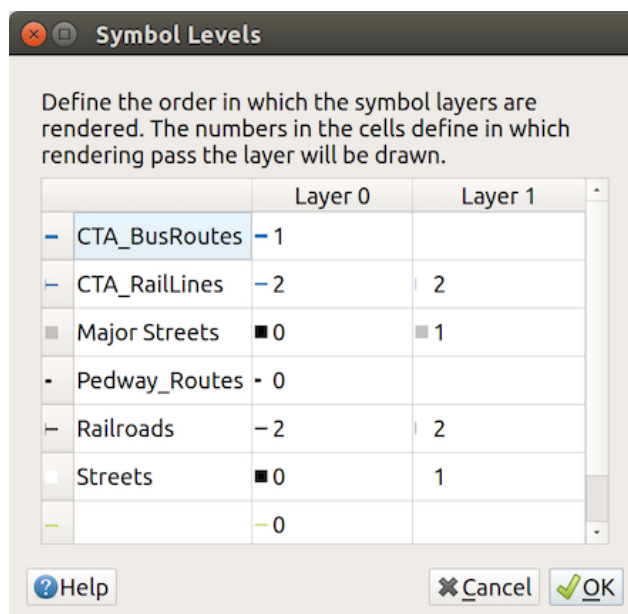 Symbol Levels
Define the order in which the symbol layers are
rendered. The numbers in the cells define in which
rendering pass the layer will be drawn.
Layer 0 Layer 1
CTA_BusRoutes 1
CTA_RailLines 2 2
Major Streets 0 1
Pedway_Routes 0
Railroads 2 2
Streets 0 1
0
Help Cancel OK